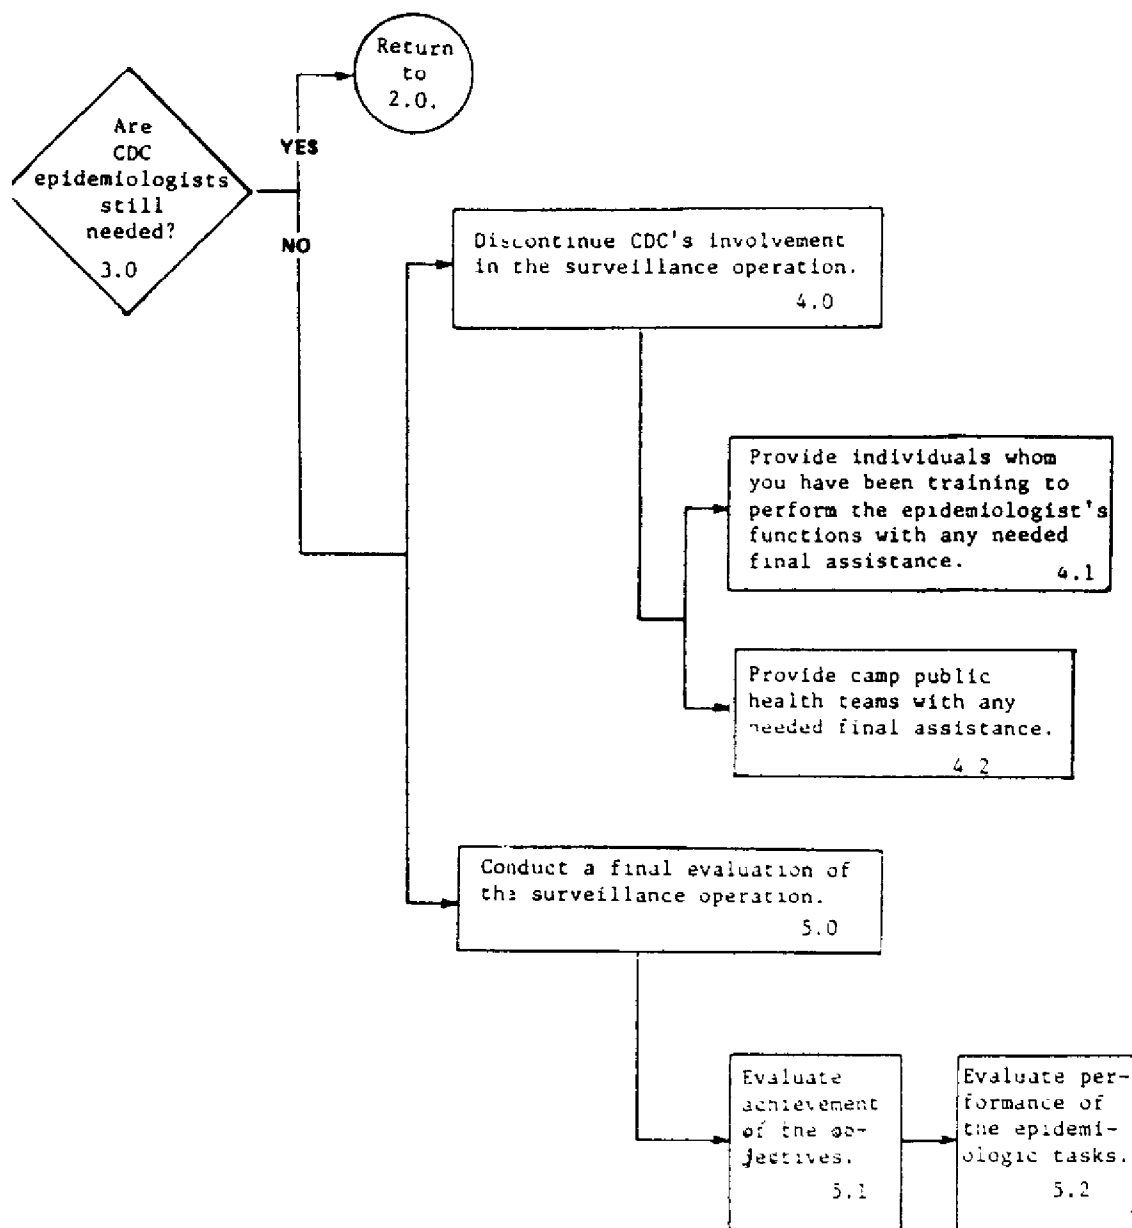 Return
to
2.0.
Are
CDC
epidemiologists
still
needed?
3.0
YES
NO
Discontinue CDC's involvement
in the surveillance operation.
4.0
Provide individuals whom
you have been training to
perform the epidemiologist's
functions with any needed
final assistance.
4.1
Provide camp public
health teams with any
needed final assistance.
4.2
Conduct a final evaluation of
the surveillance operation.
5.0
Evaluate
achievement
of the ob-
jectives.
5.1
Evaluate per-
formance of
the epidemi-
ologic tasks.
5.2